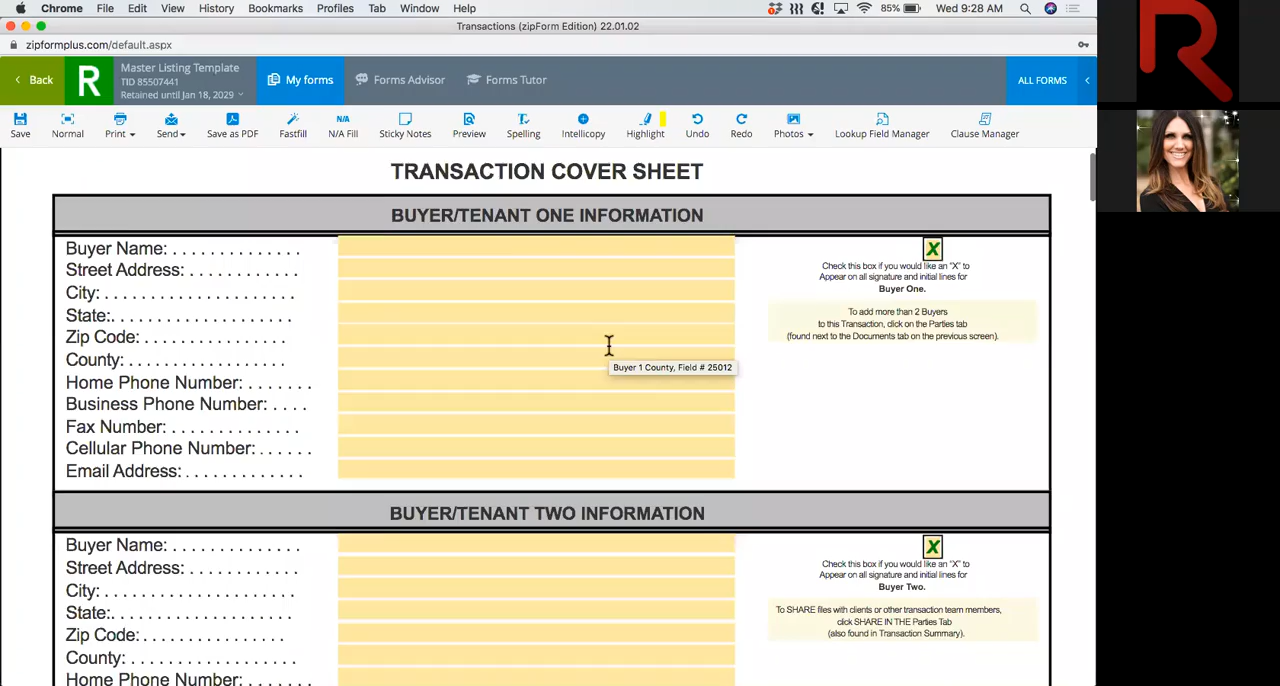 Chrome File Edit View History Bookmarks Profiles Tab Window Help 85% Wed 9:28 AM
Transactions (zipForm Edition) 22.01.02
zipformplus.com/default.aspx
Back R Master Listing Template
TID 85507441
Retained until Jan 18, 2029
My forms Forms Advisor Forms Tutor ALL FORMS
N/A
Save Normal Print Send Save as PDF Fastfill N/A Fill Sticky Notes Preview Spelling Intellicopy Highlight Undo Redo Photos Lookup Field Manager Clause Manager
TRANSACTION COVER SHEET
BUYER/TENANT ONE INFORMATION
Buyer Name: . . . . . . . . . . . . . .
Street Address: . . . . . . . . . . . .
City: . . . . . . . . . . . . . . . . . . . . .
State:. . . . . . . . . . . . . . . . . . . .
Zip Code: . . . . . . . . . . . . . . . .
County: . . . . . . . . . . . . . . . . . .
Home Phone Number: . . . . . . .
Business Phone Number: . . . .
Fax Number: . . . . . . . . . . . . . .
Cellular Phone Number: . . . . . .
Email Address: . . . . . . . . . . . . .
X
Check this box if you would like an "X" to
Appear on all signature and initial lines for
Buyer One.
To add more than 2 Buyers
to this Transaction, click on the Parties tab
(found next to the Documents tab on the previous screen).
Buyer 1 County, Field # 25012
BUYER/TENANT TWO INFORMATION
Buyer Name: . . . . . . . . . . . . . .
Street Address: . . . . . . . . . . . .
City: . . . . . . . . . . . . . . . . . . . . .
State:. . . . . . . . . . . . . . . . . . . .
Zip Code: . . . . . . . . . . . . . . . .
County: . . . . . . . . . . . . . . . . . .
Home Phone Number: . . . . . . .
X
Check this box if you would like an "X" to
Appear on all signature and initial lines for
Buyer Two.
To SHARE files with clients or other transaction team members,
click SHARE IN THE Parties Tab
(also found in Transaction Summary).
R